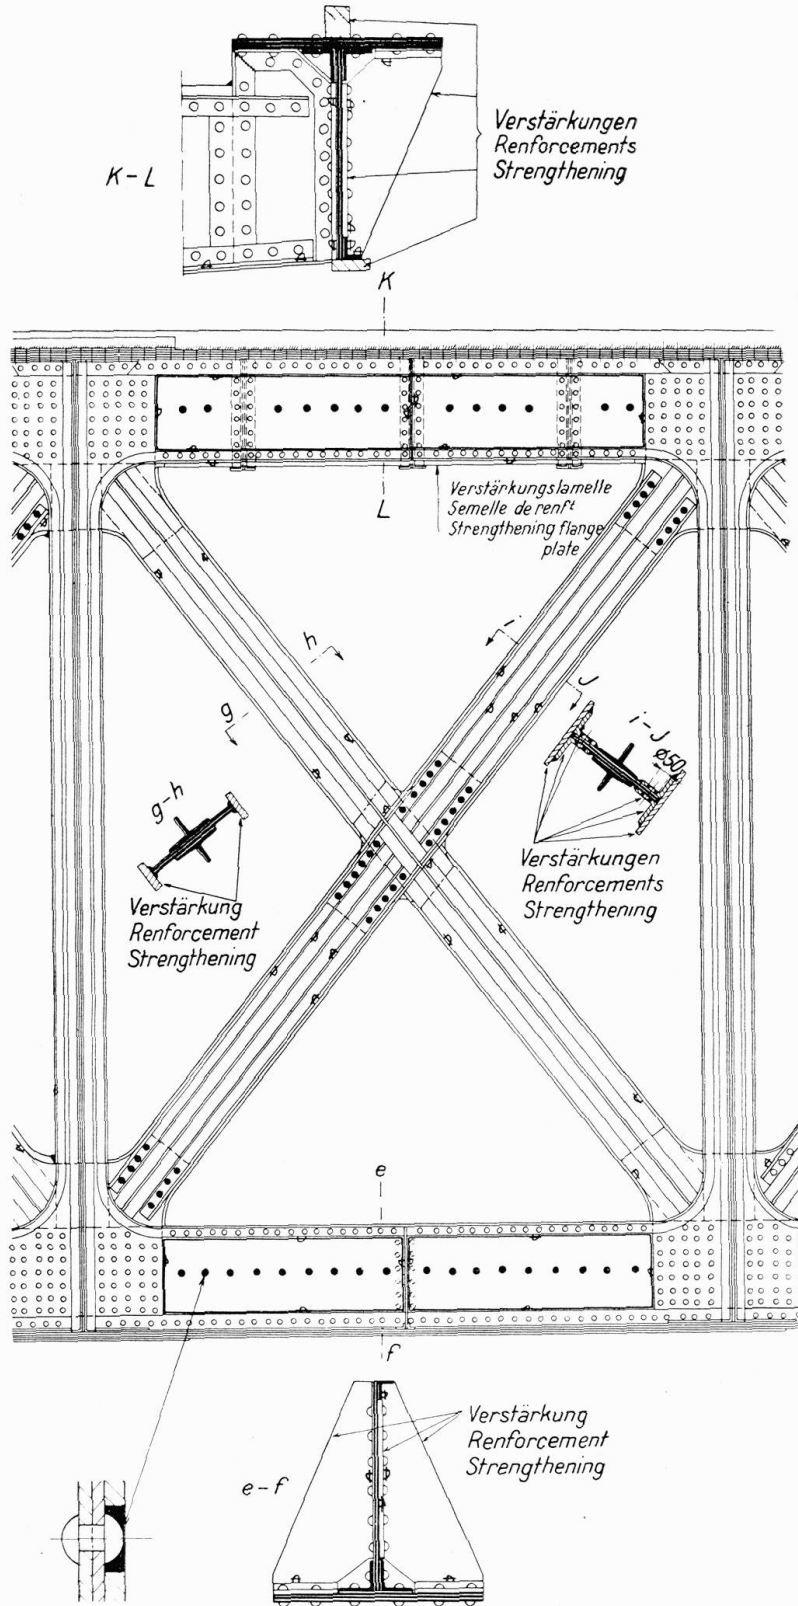 Verstärkungen
Renforcements
Strengthening
K-L
K
L
Verstärkungslamelle
Semelle de renft
Strengthening flange
plate
h
i
g
J
i-J
ø50
g-h
Verstärkungen
Renforcements
Strengthening
Verstärkung
Renforcement
Strengthening
e
f
Verstärkung
Renforcement
Strengthening
e-f